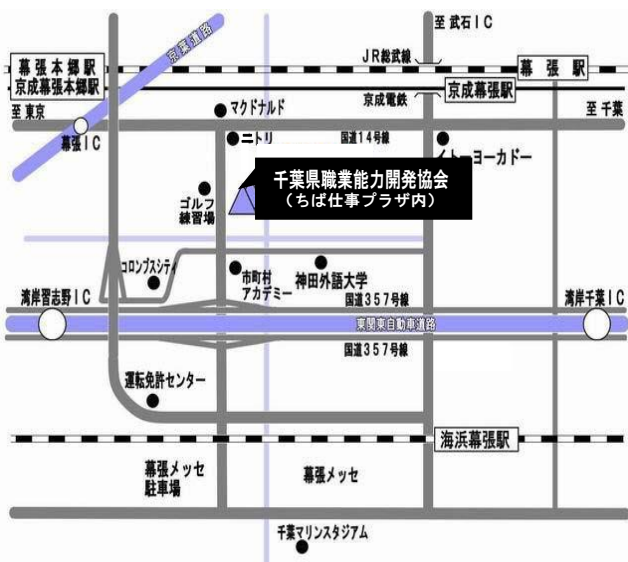 至 武石IC
京葉道路
JR総武線
幕張本郷駅
京成幕張本郷駅
幕張駅
京成電鉄
京成幕張駅
至 東京
マクドナルド
至 千葉
幕張IC
ニトリ
国道14号線
イトーヨーカドー
千葉県職業能力開発協会
(ちば仕事プラザ内)
ゴルフ
練習場
コロンブスシティ
市町村
アカデミー
神田外語大学
湾岸習志野IC
国道357号線
湾岸千葉IC
東関東自動車道路
国道357号線
運転免許センター
海浜幕張駅
幕張メッセ
駐車場
幕張メッセ
千葉マリンスタジアム